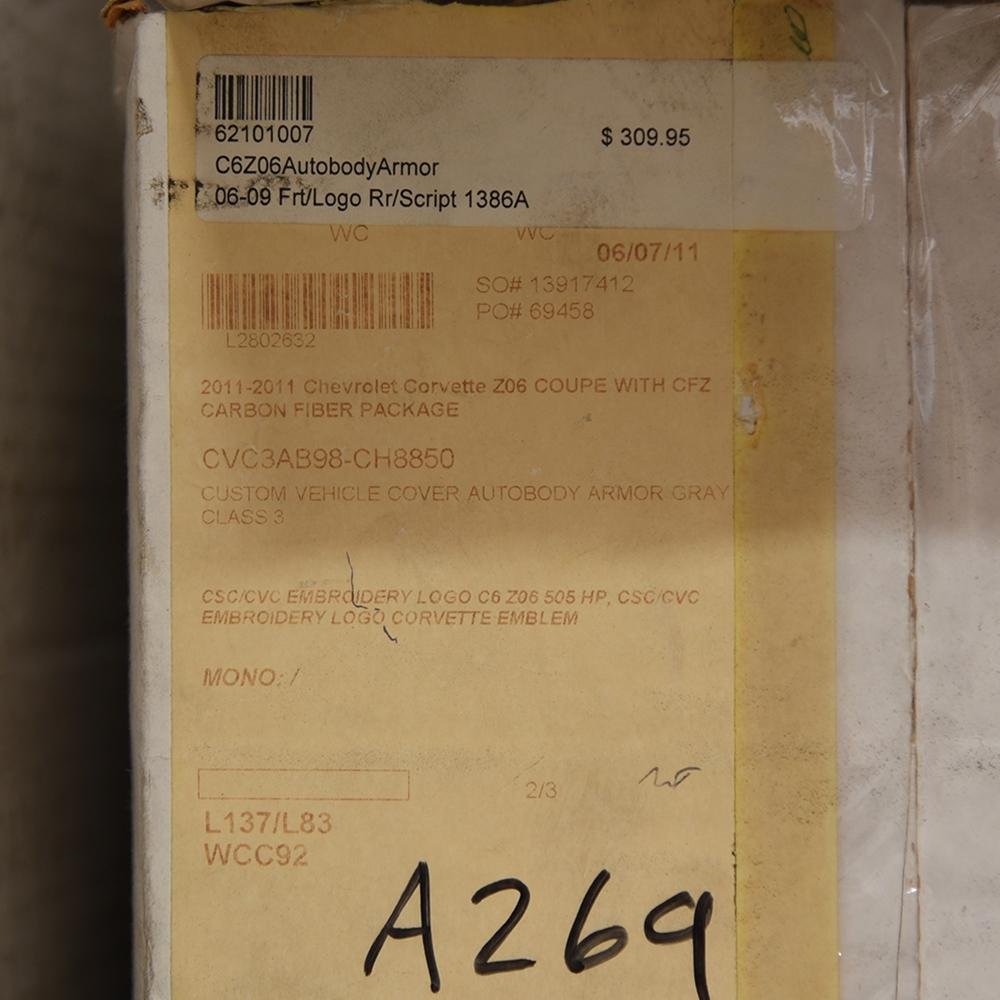 62101007
$ 309.95
C6Z06AutobodyArmor
06-09 Frt/Logo Rr/Script 1386A
WC WC
06/07/11
SO# 13917412
PO# 69458
L2802632
2011-2011 Chevrolet Corvette Z06 COUPE WITH CFZ
CARBON FIBER PACKAGE
CVC3AB98-CH8850
CUSTOM VEHICLE COVER AUTOBODY ARMOR GRAY
CLASS 3
CSC/CVC EMBROIDERY LOGO C6 Z06 505 HP, CSC/CVC
EMBROIDERY LOGO CORVETTE EMBLEM
MONO: /
2/3
L137/L83
WCC92
A269